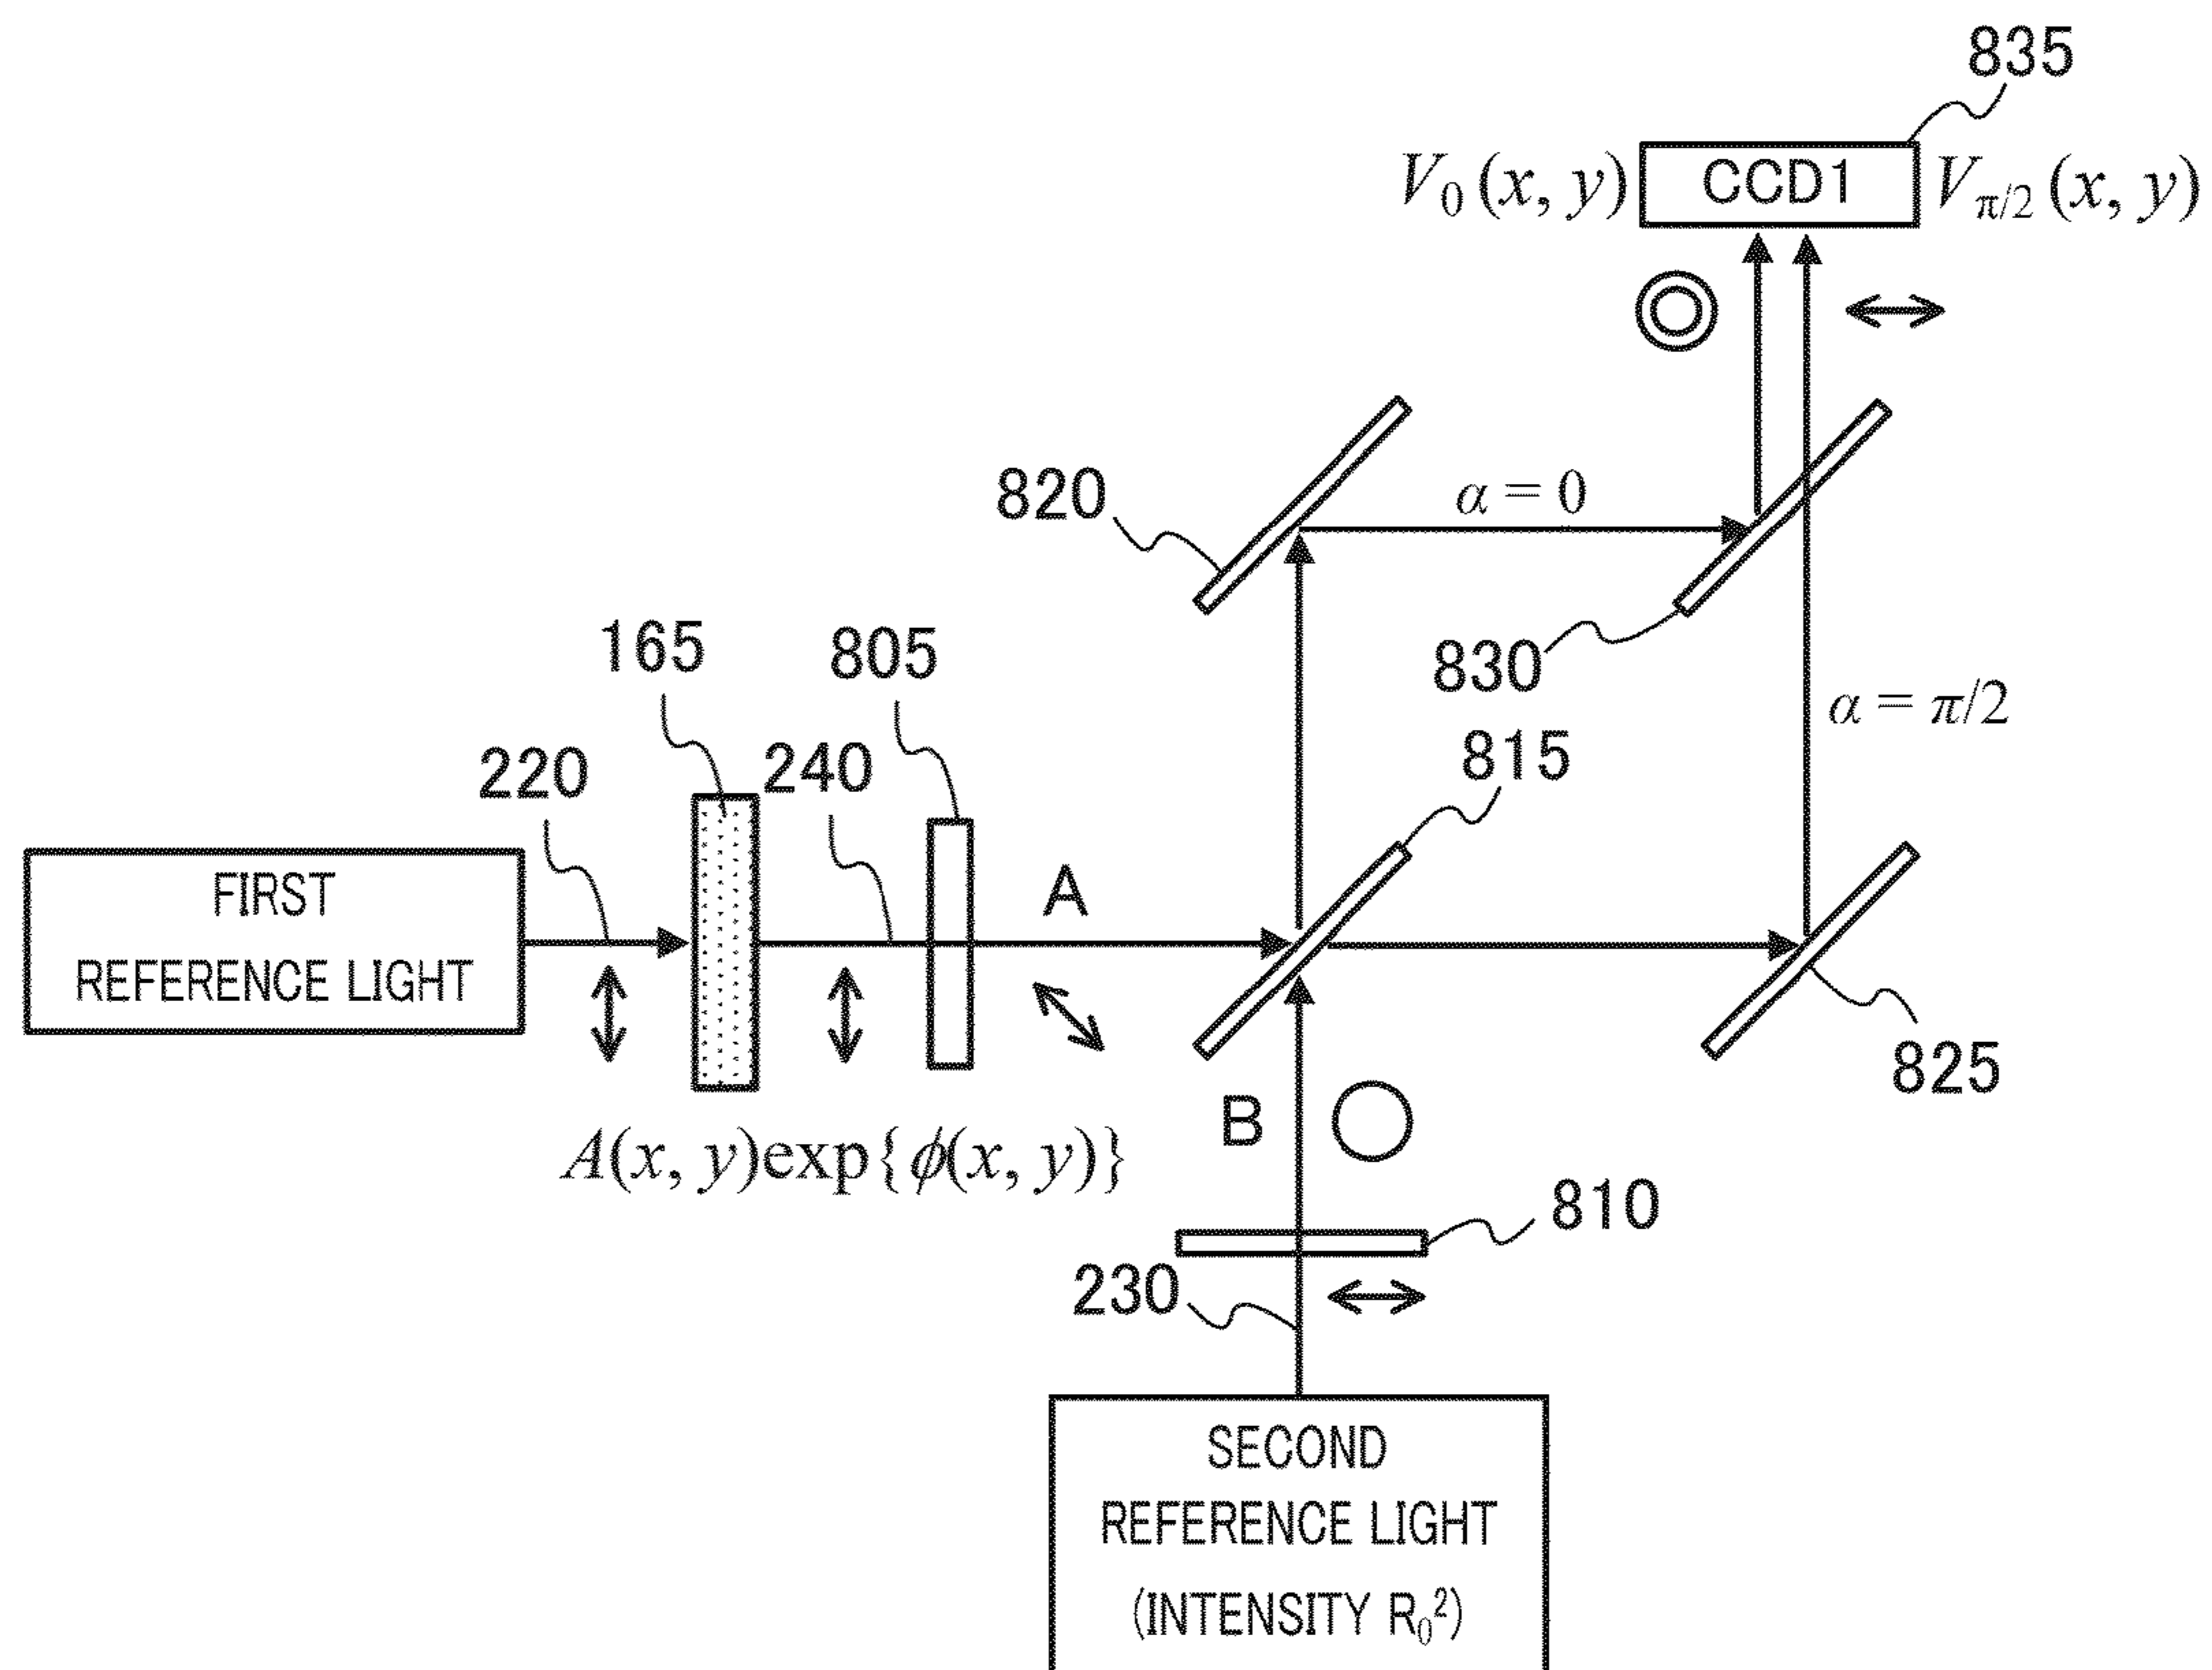 835
V₀(x, y)
CCD1
Vπ/2(x, y)
820
α = 0
165
805
830
α = π/2
220
240
815
FIRST
REFERENCE LIGHT
A
825
B
A(x, y)exp{ϕ(x, y)}
810
230
SECOND
REFERENCE LIGHT
(INTENSITY R₀²)